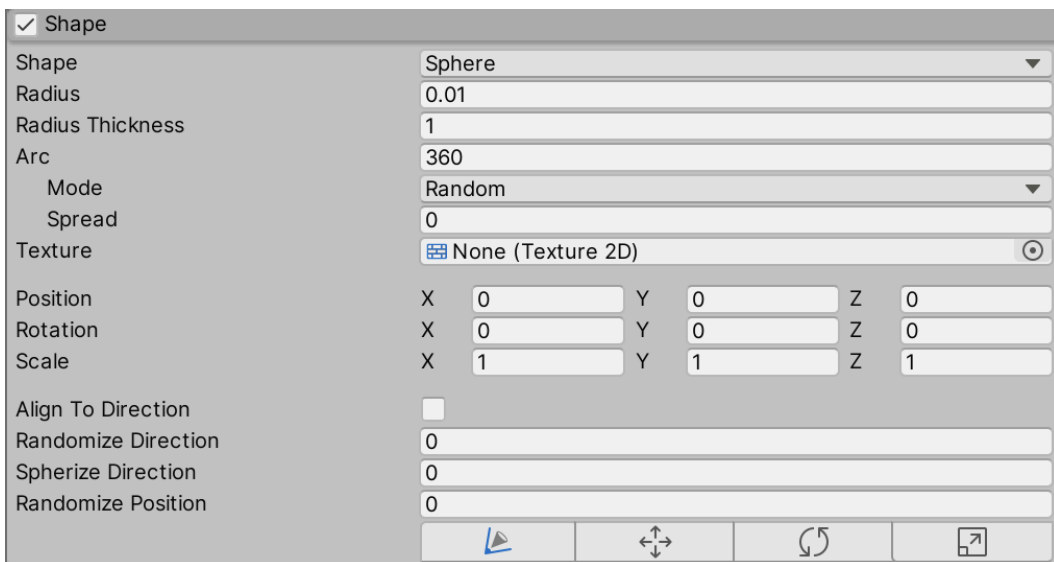 Shape
Shape Sphere
Radius 0.01
Radius Thickness 1
Arc 360
Mode Random
Spread 0
Texture None (Texture 2D)
Position X 0 Y 0 Z 0
Rotation X 0 Y 0 Z 0
Scale X 1 Y 1 Z 1
Align To Direction
Randomize Direction 0
Spherize Direction 0
Randomize Position 0